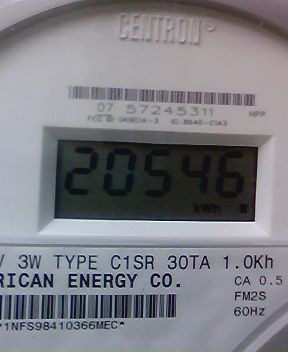 CENTRON®
07 57245311
HPP
20546
kWh
V 3W TYPE C1SR 30TA 1.0Kh
RICAN ENERGY CO.
CA 0.5
FM2S
60Hz
*1NFS98410366MEC*